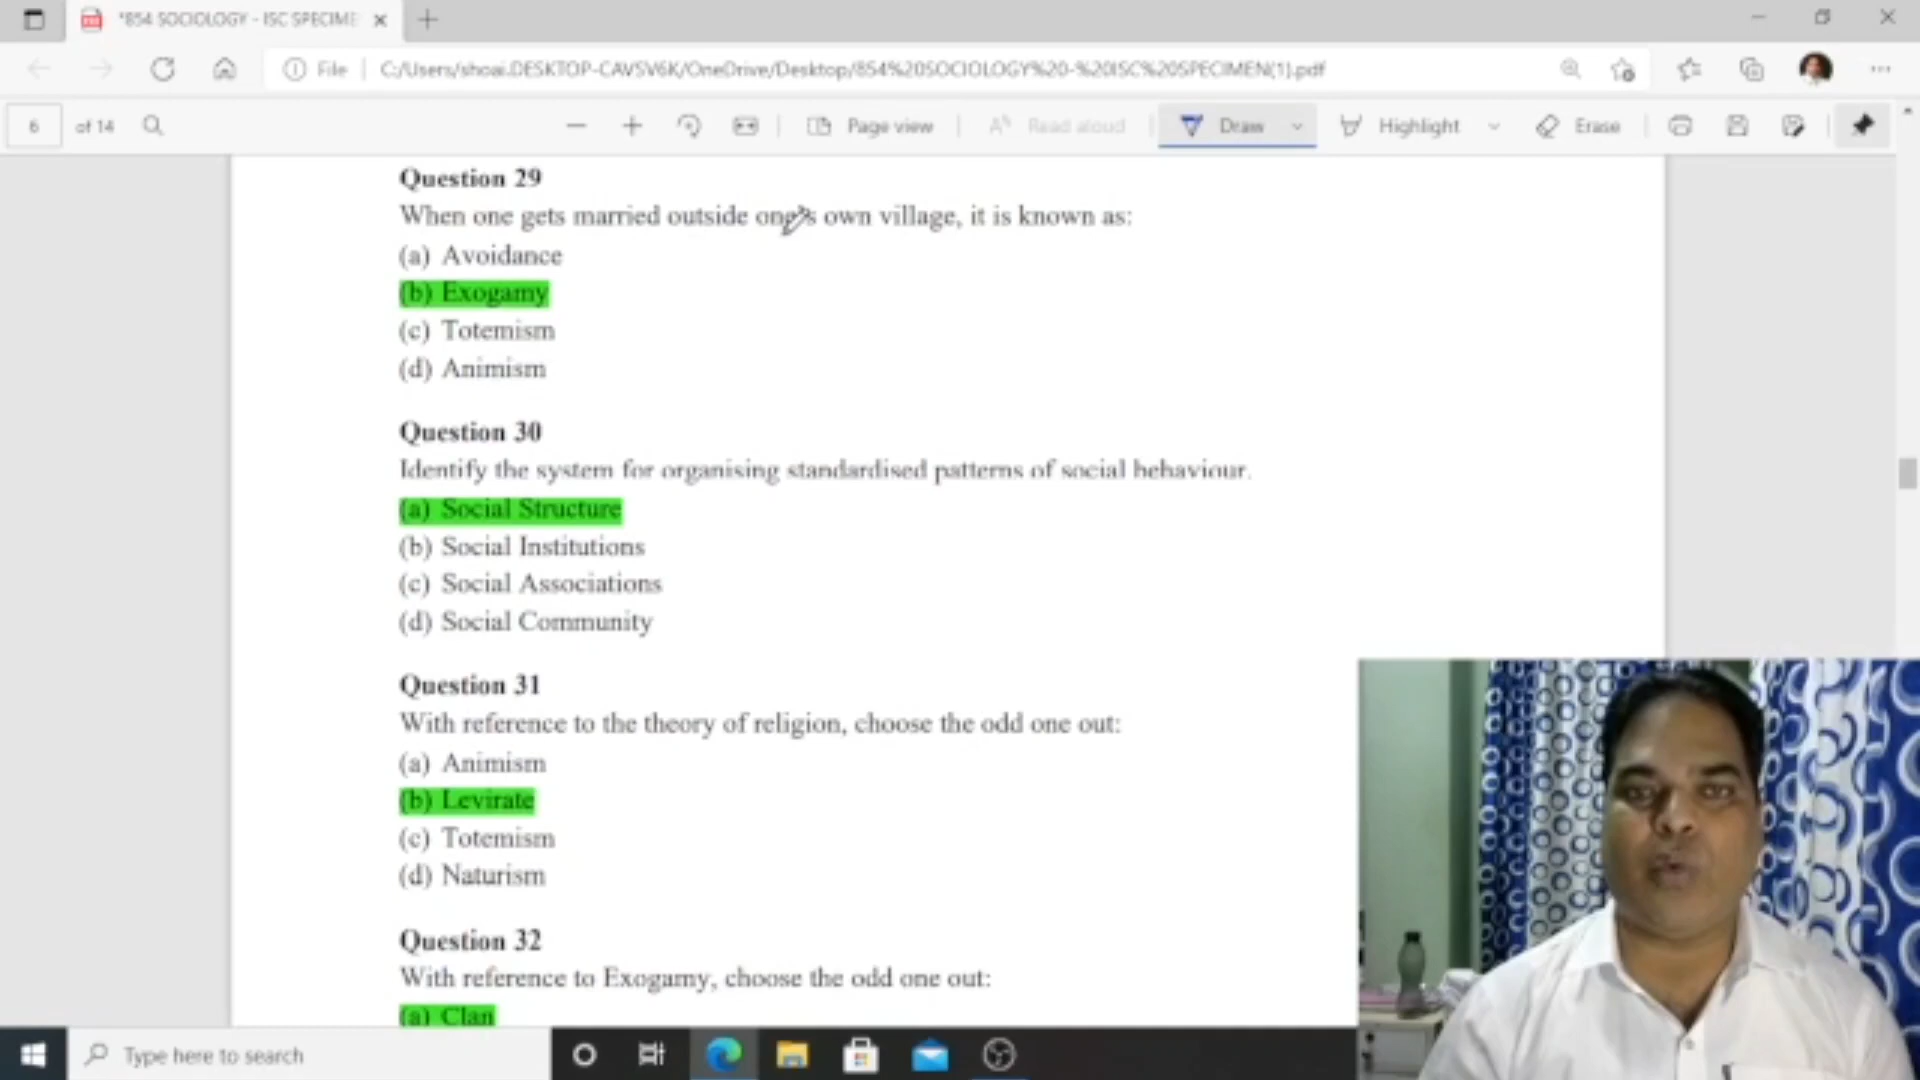 *854 SOCIOLOGY - ISC SPECIME
File
C:/Users/shoai.DESKTOP-CAVSV6K/OneDrive/Desktop/854%20SOCIOLOGY%20-%20ISC%20SPECIMEN(1).pdf
6 of 14
Page view
Read aloud
Draw
Highlight
Erase
Question 29
When one gets married outside one's own village, it is known as:
(a) Avoidance
(b) Exogamy
(c) Totemism
(d) Animism
Question 30
Identify the system for organising standardised patterns of social behaviour.
(a) Social Structure
(b) Social Institutions
(c) Social Associations
(d) Social Community
Question 31
With reference to the theory of religion, choose the odd one out:
(a) Animism
(b) Levirate
(c) Totemism
(d) Naturism
Question 32
With reference to Exogamy, choose the odd one out:
(a) Clan
Type here to search